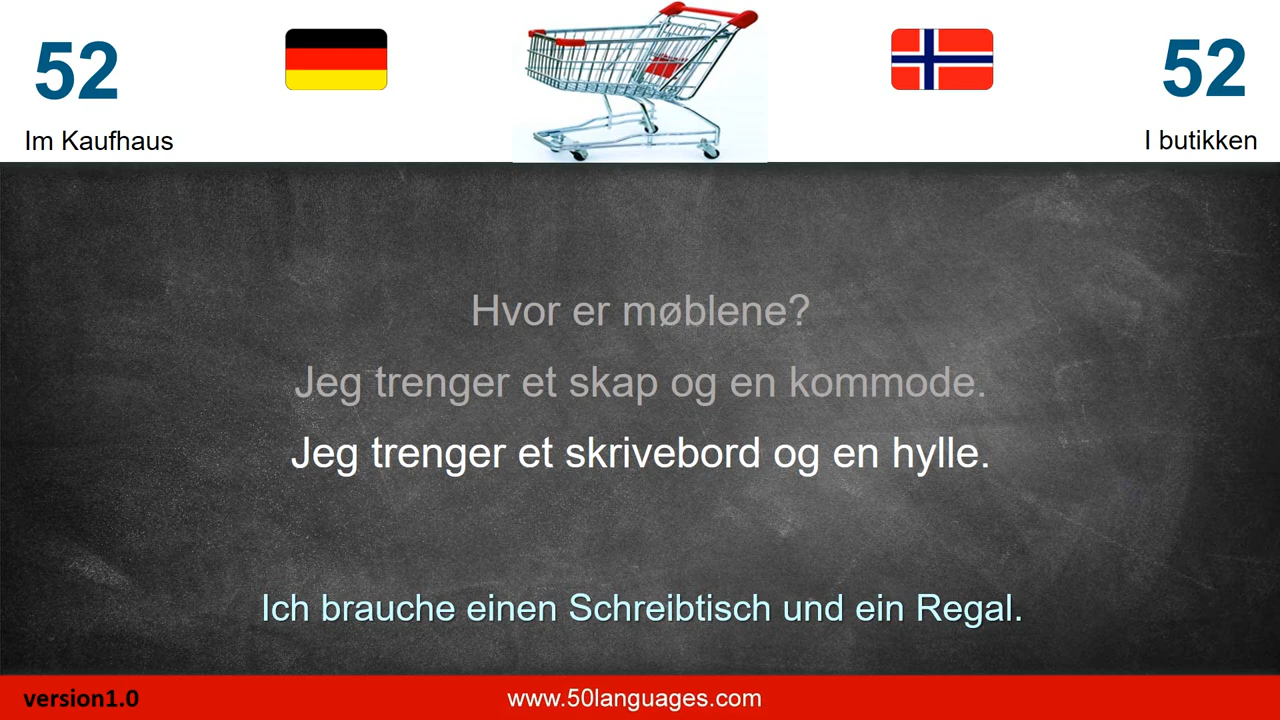 52
52
Im Kaufhaus
I butikken
Hvor er møblene?
Jeg trenger et skap og en kommode.
Jeg trenger et skrivebord og en hylle.
Ich brauche einen Schreibtisch und ein Regal.
version1.0
www.50languages.com